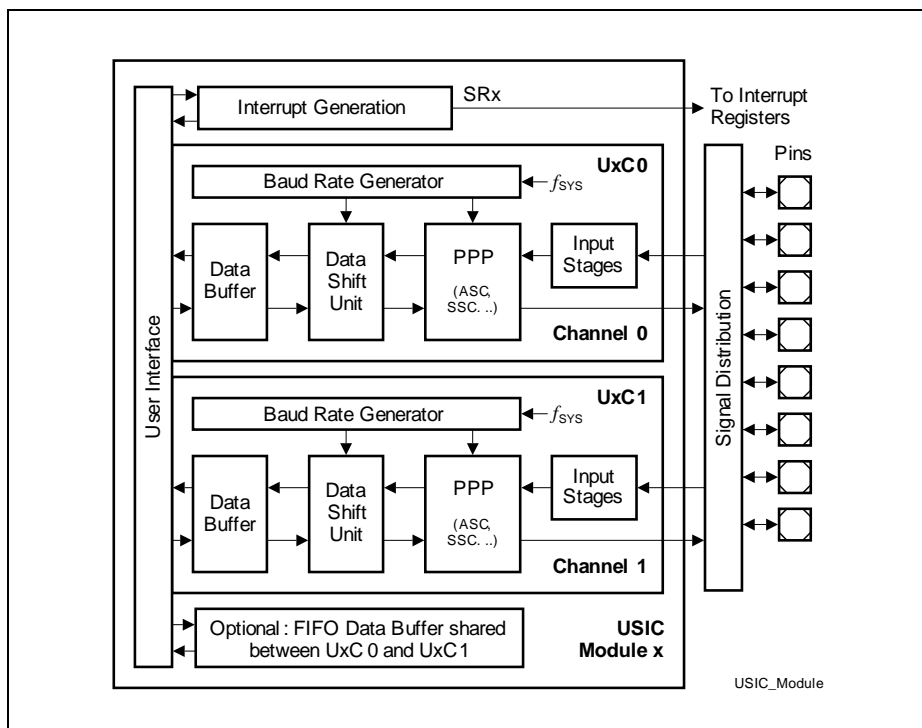 Interrupt Generation
SRx
To Interrupt
Registers
Pins
User Interface
UxC0
Baud Rate Generator
fSYS
Data
Buffer
Data
Shift
Unit
PPP
(ASC,
SSC. ..)
Input
Stages
Channel 0
Signal Distribution
UxC1
Baud Rate Generator
fSYS
Data
Buffer
Data
Shift
Unit
PPP
(ASC,
SSC. ..)
Input
Stages
Channel 1
Optional : FIFO Data Buffer shared
between UxC0 and UxC1
USIC
Module x
USIC_Module